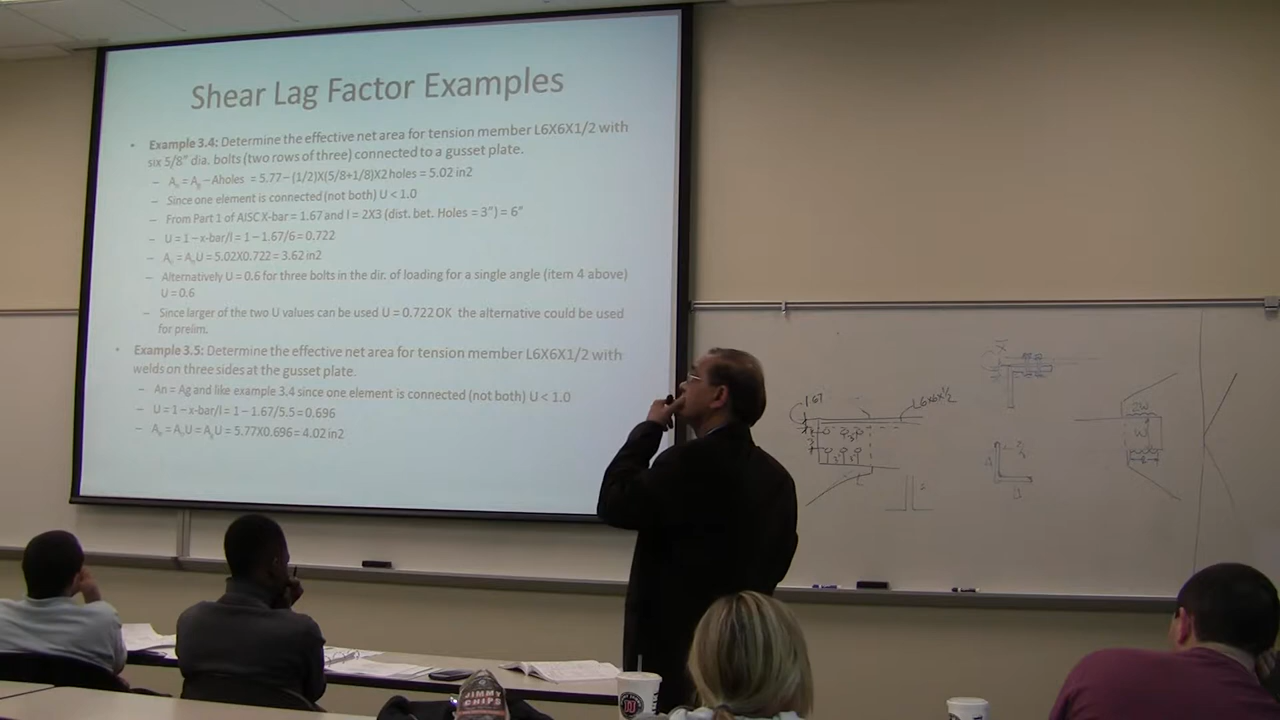 Shear Lag Factor Examples
• Example 3.4: Determine the effective net area for tension member L6X6X1/2 with
six 5/8" dia. bolts (two rows of three) connected to a gusset plate.
– An = Ag – Aholes = 5.77 – (1/2)X(5/8+1/8)X2 holes = 5.02 in2
– Since one element is connected (not both) U < 1.0
– From Part 1 of AISC X-bar = 1.67 and l = 2X3 (dist. bet. Holes = 3") = 6"
– U = 1 – x-bar/l = 1 – 1.67/6 = 0.722
– Ae = AnU = 5.02X0.722 = 3.62 in2
– Alternatively U = 0.6 for three bolts in the dir. of loading for a single angle (item 4 above)
U = 0.6
– Since larger of the two U values can be used U = 0.722 OK the alternative could be used
for prelim.
• Example 3.5: Determine the effective net area for tension member L6X6X1/2 with
welds on three sides at the gusset plate.
– An = Ag and like example 3.4 since one element is connected (not both) U < 1.0
– U = 1 – x-bar/l = 1 – 1.67/5.5 = 0.696
– Ae = AnU = AgU = 5.77X0.696 = 4.02 in2
1.67
L6x6x1/2
2W
W
JIMMY
CHIPS